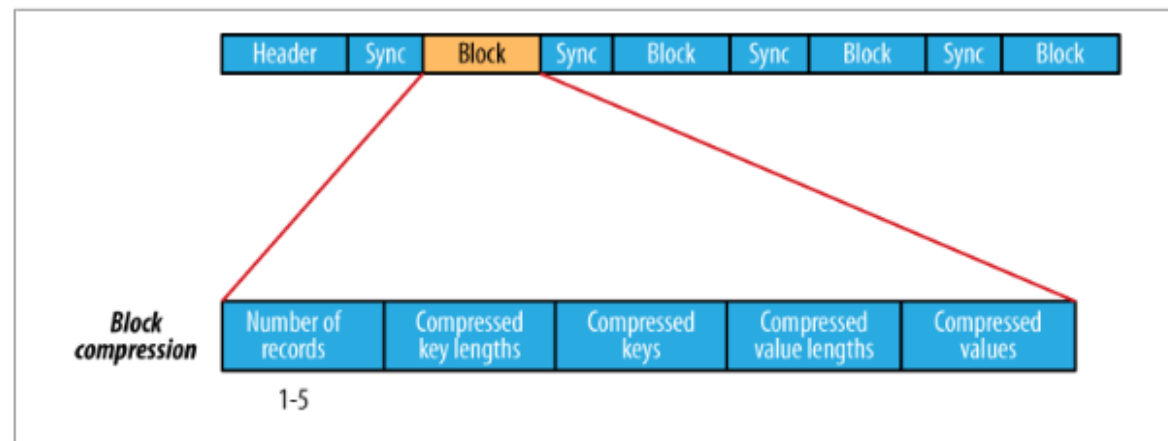 Header Sync Block Sync Block Sync Block Sync Block
Block
compression
Number of
records
Compressed
key lengths
Compressed
keys
Compressed
value lengths
Compressed
values
1-5